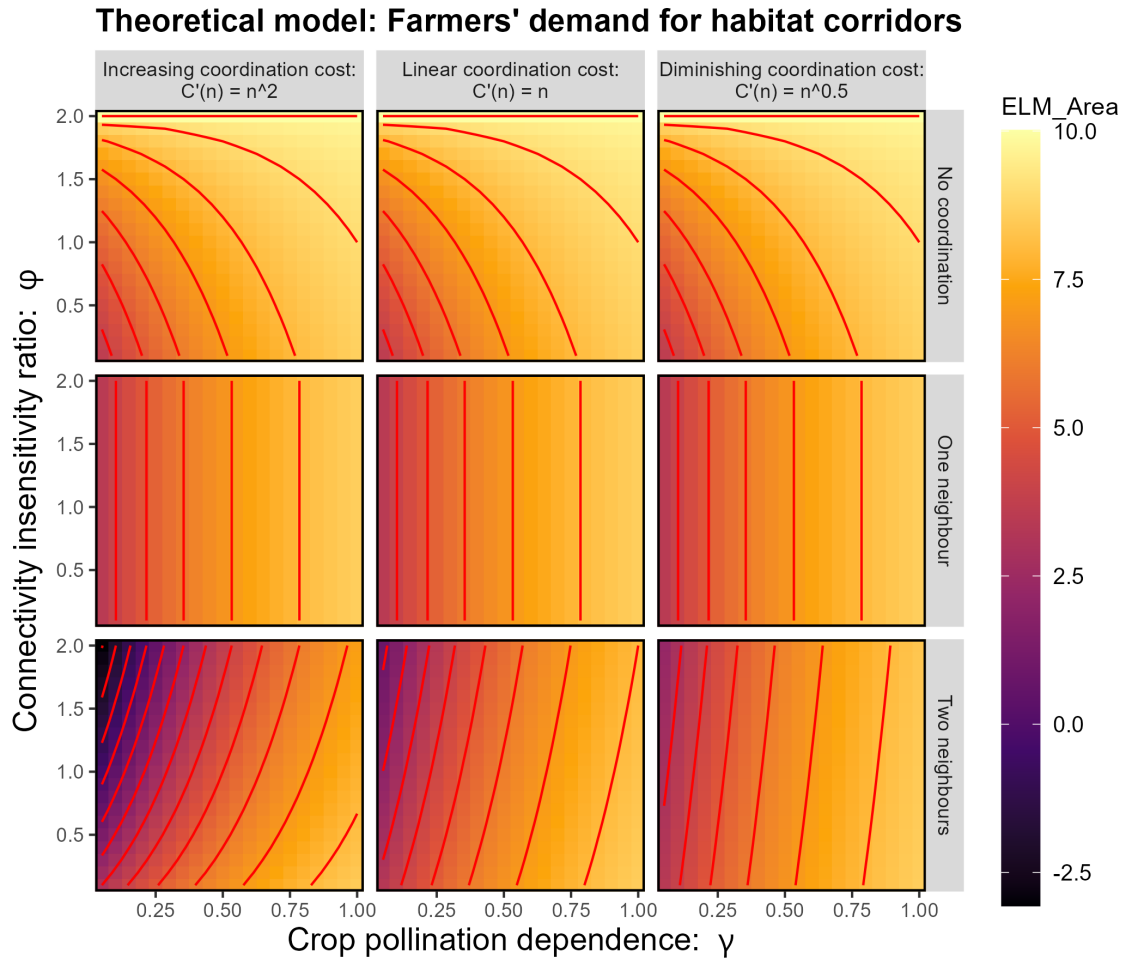 Theoretical model: Farmers' demand for habitat corridors
Increasing coordination cost:
C'(n) = n^2
Linear coordination cost:
C'(n) = n
Diminishing coordination cost:
C'(n) = n^0.5
Connectivity insensitivity ratio: φ
2.0
1.5
1.0
0.5
No coordination
2.0
1.5
1.0
0.5
One neighbour
2.0
1.5
1.0
0.5
Two neighbours
0.25 0.50 0.75 1.00
0.25 0.50 0.75 1.00
0.25 0.50 0.75 1.00
Crop pollination dependence: γ
ELM_Area
10.0
7.5
5.0
2.5
0.0
-2.5